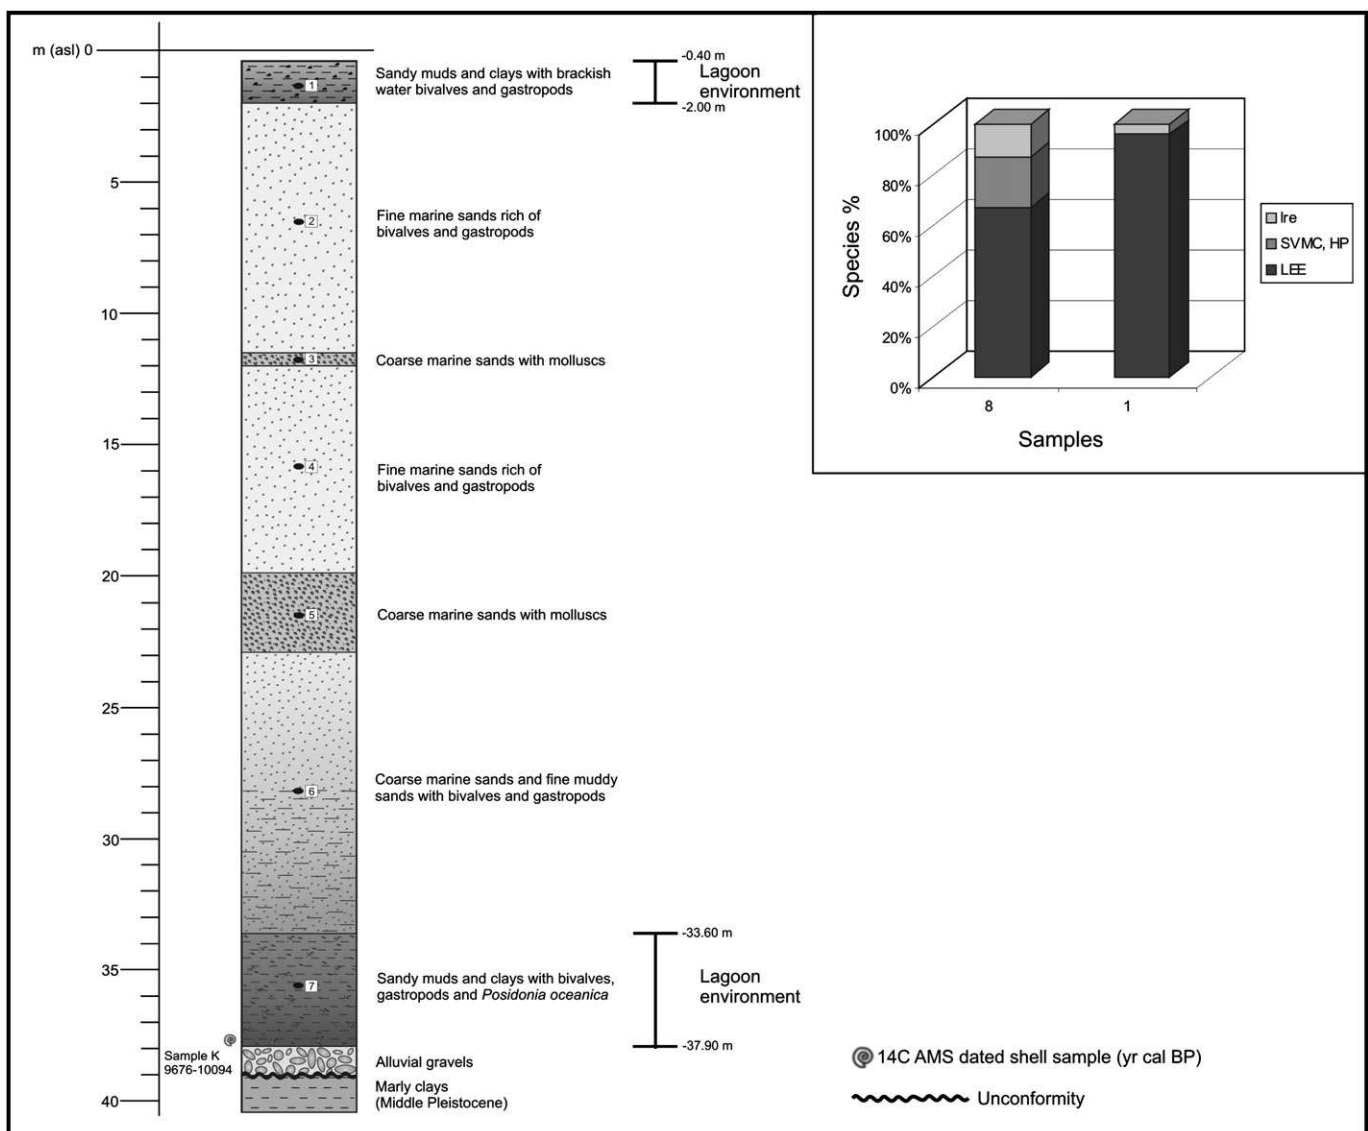 m (asl) 0
5
10
15
20
25
30
35
40
1
2
3
4
5
6
7
Sandy muds and clays with brackish
water bivalves and gastropods
Fine marine sands rich of
bivalves and gastropods
Coarse marine sands with molluscs
Fine marine sands rich of
bivalves and gastropods
Coarse marine sands with molluscs
Coarse marine sands and fine muddy
sands with bivalves and gastropods
Sandy muds and clays with bivalves,
gastropods and Posidonia oceanica
Alluvial gravels
Marly clays
(Middle Pleistocene)
Sample K
9676-10094
-0.40 m
Lagoon
environment
-2.00 m
-33.60 m
Lagoon
environment
-37.90 m
Species %
100%
80%
60%
40%
20%
0%
8
1
Samples
Ire
SVMC, HP
LEE
14C AMS dated shell sample (yr cal BP)
Unconformity